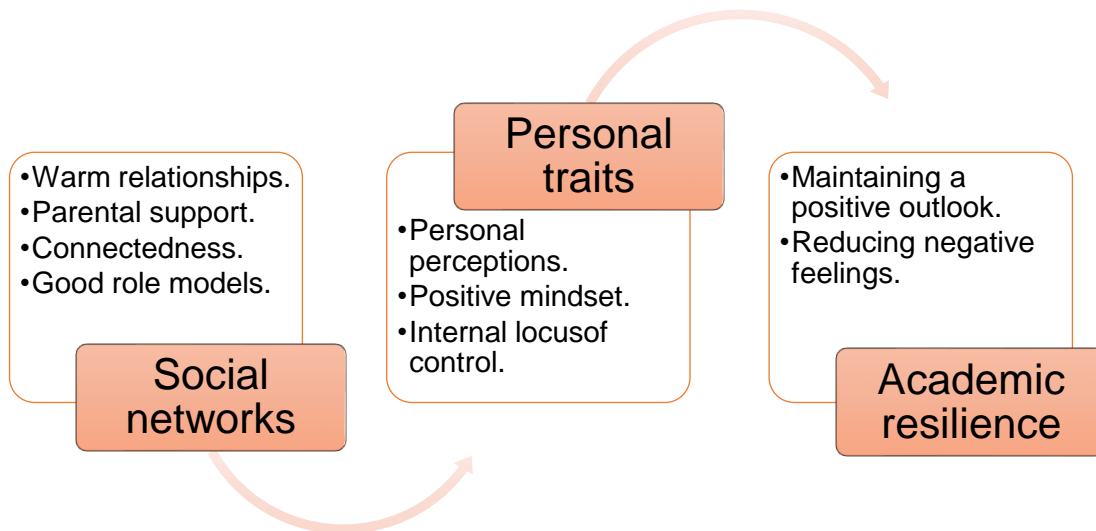 •Warm relationships.
•Parental support.
•Connectedness.
•Good role models.
Social
networks
Personal
traits
•Personal
perceptions.
•Positive mindset.
•Internal locusof
control.
•Maintaining a
positive outlook.
•Reducing negative
feelings.
Academic
resilience